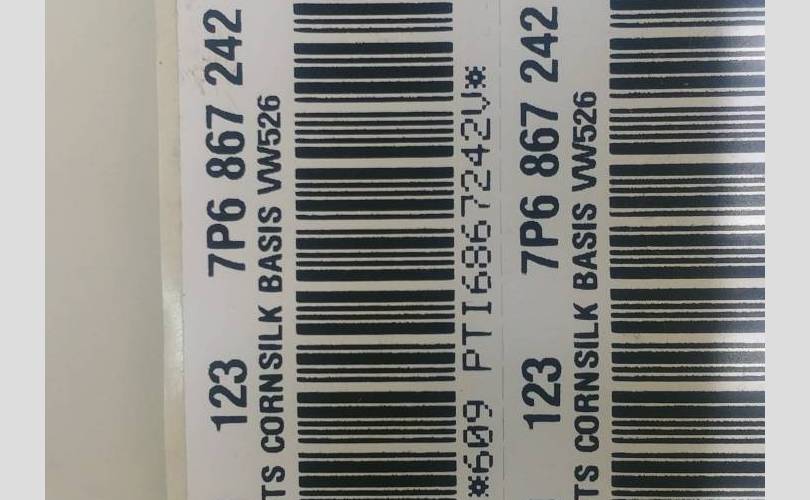 123 7P6 867 242
TS CORNSILK BASIS VW526
*609 PTI6867242V*
123 7P6 867 242
TS CORNSILK BASIS VW526